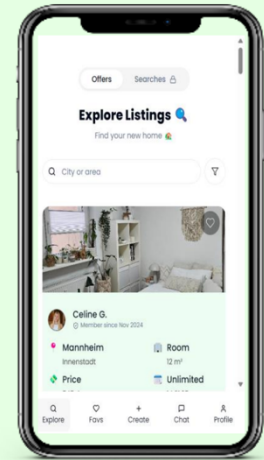 Offers Searches
Explore Listings
Find your new home
City or area
Celine G.
Member since Nov 2024
Mannheim Room
Innenstadt 12 m²
Price Unlimited
Explore Favs Create Chat Profile